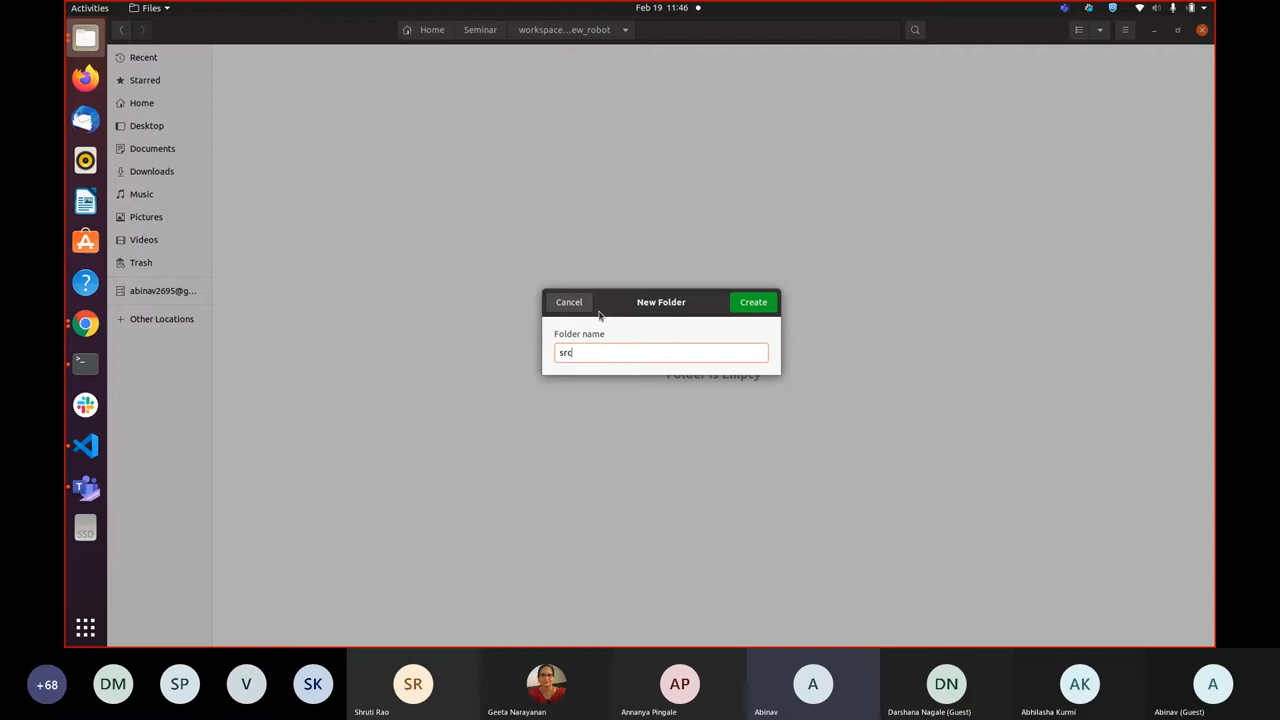 Activities
Files
Feb 19 11:46
Home
Seminar
workspace...ew_robot
Recent
Starred
Home
Desktop
Documents
Downloads
Music
Pictures
Videos
Trash
abinav2695@g...
+ Other Locations
Cancel
New Folder
Create
Folder name
src
Folder is Empty
SSD
+68
DM
SP
V
SK
SR
AP
A
DN
AK
A
Shruti Rao
Geeta Narayanan
Annanya Pingale
Abinav
Darshana Nagale (Guest)
Abhilasha Kurmi
Abinav (Guest)